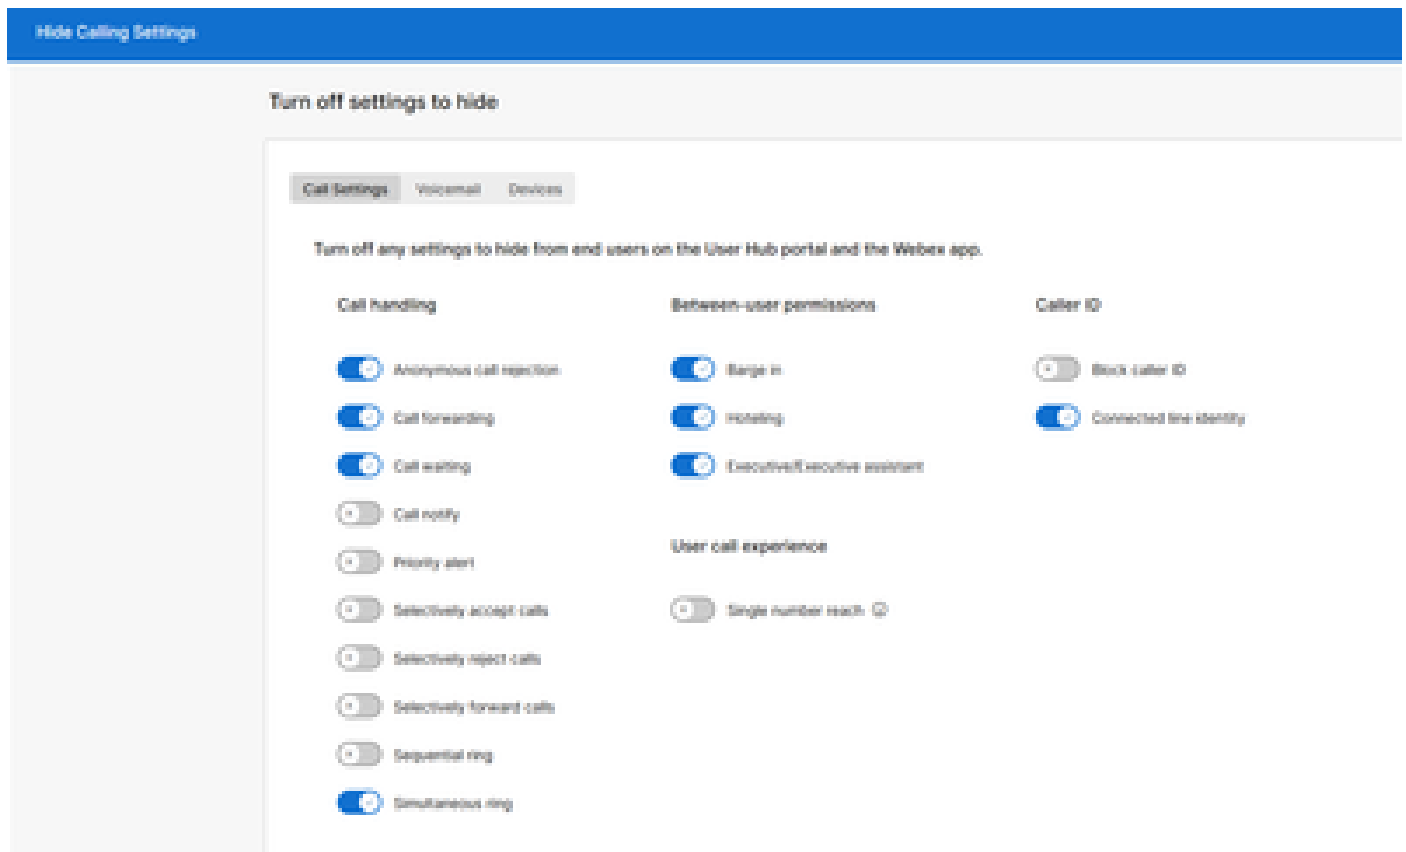 Hide Calling Settings
Turn off settings to hide
Call Settings Voicemail Devices
Turn off any settings to hide from end users on the User Hub portal and the Webex app.
Call handling
Anonymous call rejection
Call forwarding
Call waiting
Call notify
Priority alert
Selectively accept calls
Selectively reject calls
Selectively forward calls
Sequential ring
Simultaneous ring
Between-user permissions
Barge in
Hoteling
Executive/Executive assistant
User call experience
Single number reach
Caller ID
Block caller ID
Connected line identity